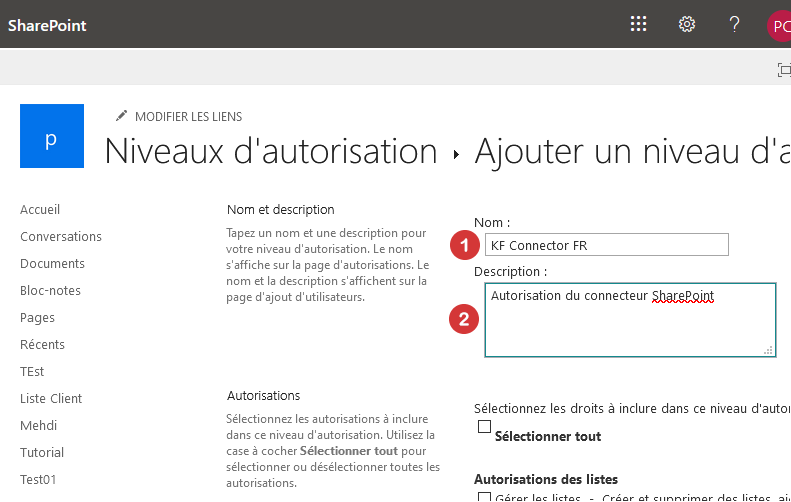 SharePoint
?
PC
p
MODIFIER LES LIENS
Niveaux d'autorisation ▸ Ajouter un niveau d'a
Accueil
Conversations
Documents
Bloc-notes
Pages
Récents
TEst
Liste Client
Mehdi
Tutorial
Test01
Nom et description
Tapez un nom et une description pour
votre niveau d'autorisation. Le nom
s'affiche sur la page d'autorisations. Le
nom et la description s'affichent sur la
page d'ajout d'utilisateurs.
Nom :
1
KF Connector FR
Description :
2
Autorisation du connecteur SharePoint
Autorisations
Sélectionnez les autorisations à inclure
dans ce niveau d'autorisation. Utilisez la
case à cocher Sélectionner tout pour
sélectionner ou désélectionner toutes les
autorisations.
Sélectionnez les droits à inclure dans ce niveau d'autor
Sélectionner tout
Autorisations des listes
Gérer les listes - Créer et supprimer des listes, aj